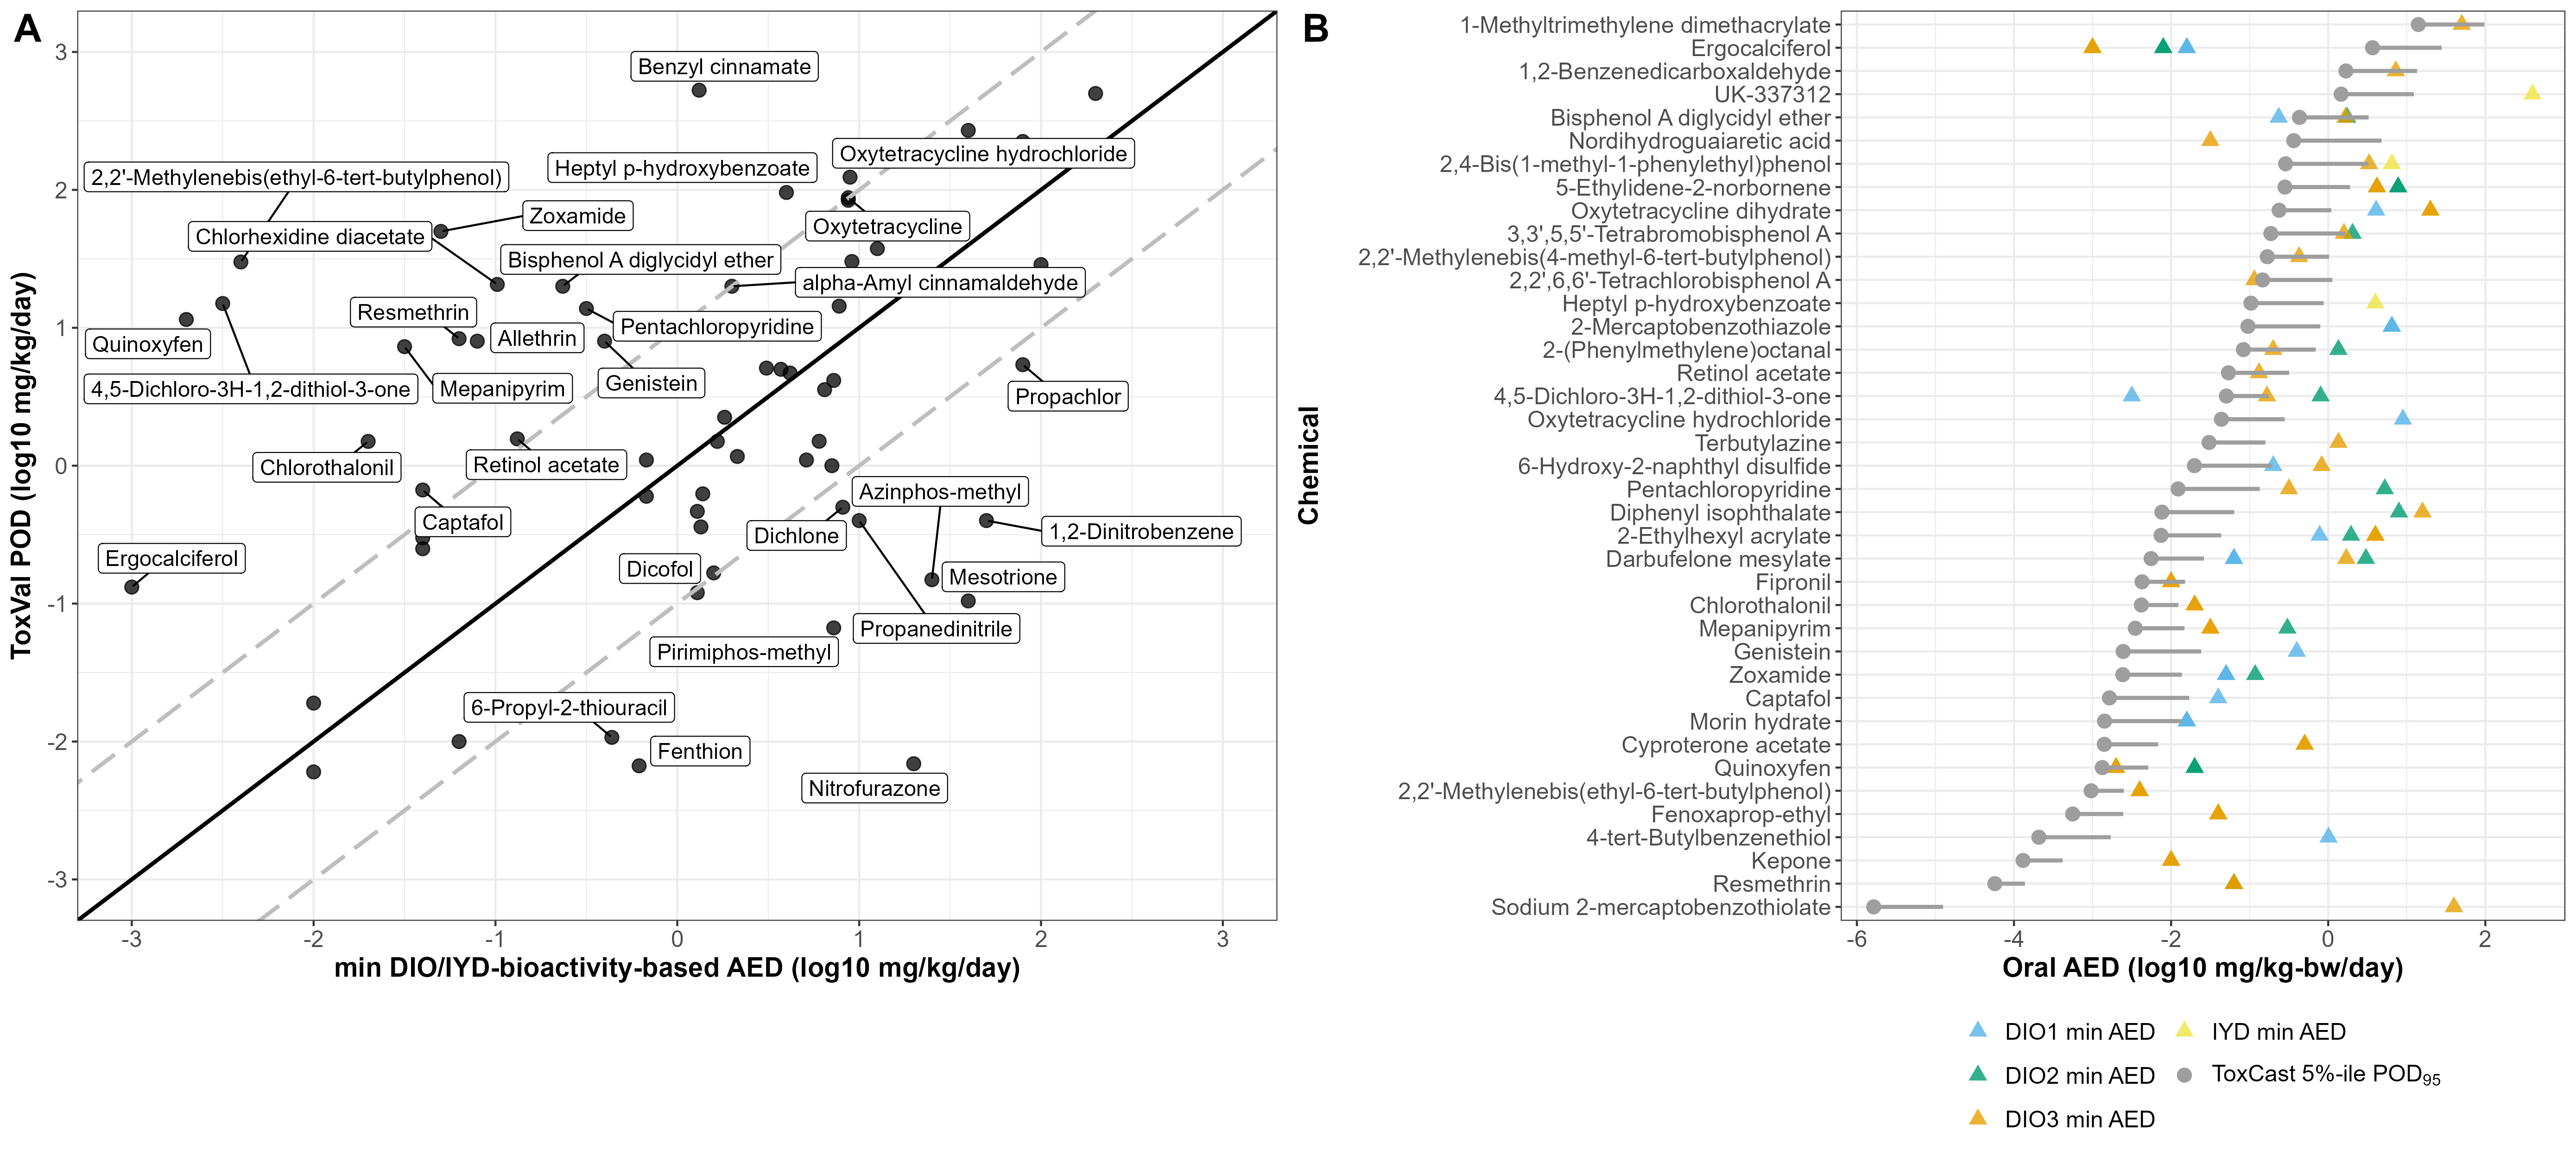 A
ToxVal POD (log10 mg/kg/day)
3
2
1
0
-1
-2
-3
Benzyl cinnamate
Oxytetracycline hydrochloride
Heptyl p-hydroxybenzoate
2,2'-Methylenebis(ethyl-6-tert-butylphenol)
Zoxamide
Oxytetracycline
Chlorhexidine diacetate
Bisphenol A diglycidyl ether
alpha-Amyl cinnamaldehyde
Resmethrin
Pentachloropyridine
Allethrin
Quinoxyfen
Genistein
4,5-Dichloro-3H-1,2-dithiol-3-one
Mepanipyrim
Propachlor
Chlorothalonil
Retinol acetate
Azinphos-methyl
Captafol
Dichlone
1,2-Dinitrobenzene
Ergocalciferol
Dicofol
Mesotrione
Propanedinitrile
Pirimiphos-methyl
6-Propyl-2-thiouracil
Fenthion
Nitrofurazone
-3
-2
-1
0
1
2
3
min DIO/IYD-bioactivity-based AED (log10 mg/kg/day)
B
Chemical
1-Methyltrimethylene dimethacrylate
Ergocalciferol
1,2-Benzenedicarboxaldehyde
UK-337312
Bisphenol A diglycidyl ether
Nordihydroguaiaretic acid
2,4-Bis(1-methyl-1-phenylethyl)phenol
5-Ethylidene-2-norbornene
Oxytetracycline dihydrate
3,3',5,5'-Tetrabromobisphenol A
2,2'-Methylenebis(4-methyl-6-tert-butylphenol)
2,2',6,6'-Tetrachlorobisphenol A
Heptyl p-hydroxybenzoate
2-Mercaptobenzothiazole
2-(Phenylmethylene)octanal
Retinol acetate
4,5-Dichloro-3H-1,2-dithiol-3-one
Oxytetracycline hydrochloride
Terbutylazine
6-Hydroxy-2-naphthyl disulfide
Pentachloropyridine
Diphenyl isophthalate
2-Ethylhexyl acrylate
Darbufelone mesylate
Fipronil
Chlorothalonil
Mepanipyrim
Genistein
Zoxamide
Captafol
Morin hydrate
Cyproterone acetate
Quinoxyfen
2,2'-Methylenebis(ethyl-6-tert-butylphenol)
Fenoxaprop-ethyl
4-tert-Butylbenzenethiol
Kepone
Resmethrin
Sodium 2-mercaptobenzothiolate
-6
-4
-2
0
2
Oral AED (log10 mg/kg-bw/day)
DIO1 min AED
DIO2 min AED
DIO3 min AED
IYD min AED
ToxCast 5%-ile POD95